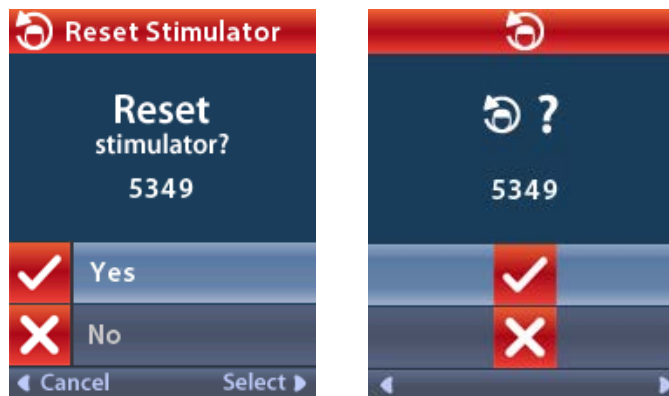 Reset Stimulator
Reset
stimulator?
5349
Yes
No
Cancel Select
?
5349